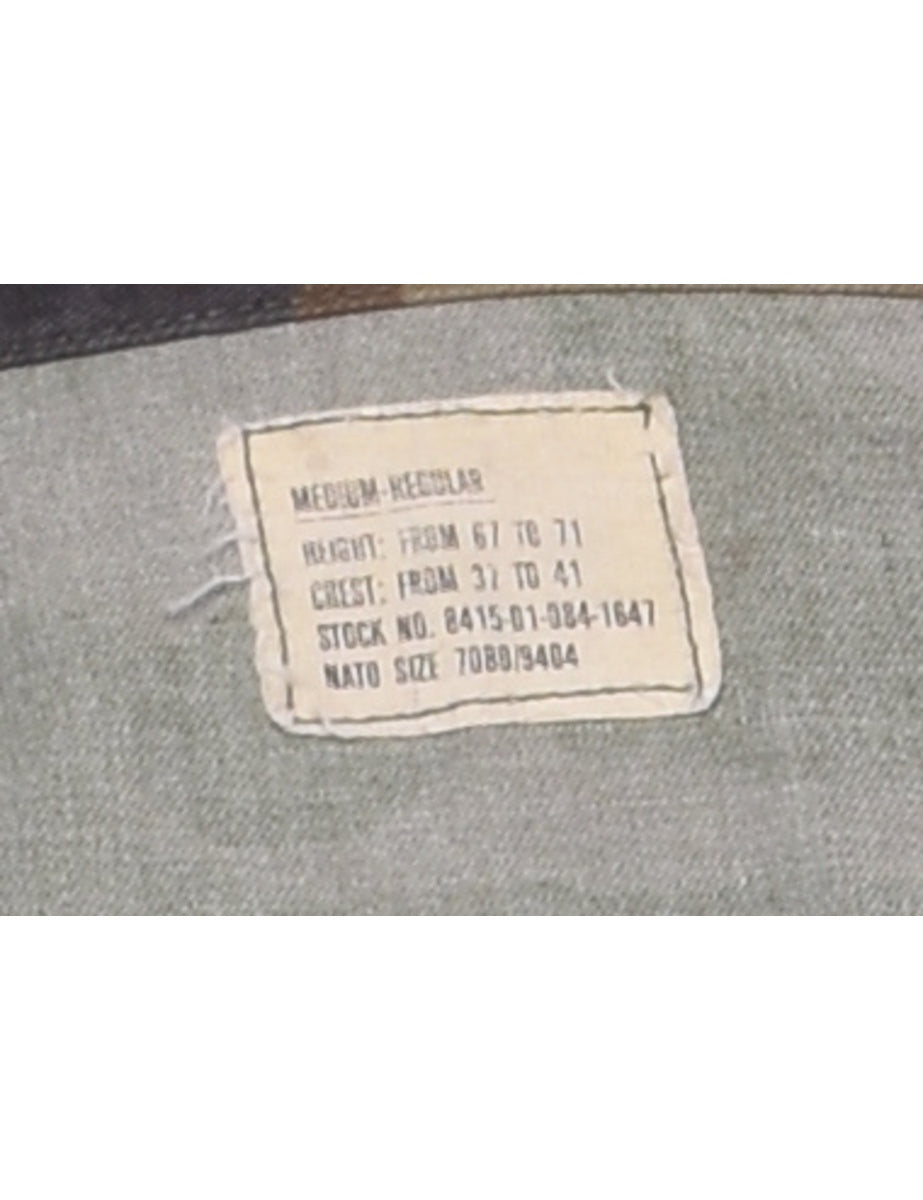 MEDIUM-REGULAR
HEIGHT: FROM 67 TO 71
CHEST: FROM 37 TO 41
STOCK NO. 8415-01-084-1647
NATO SIZE 7080/9404